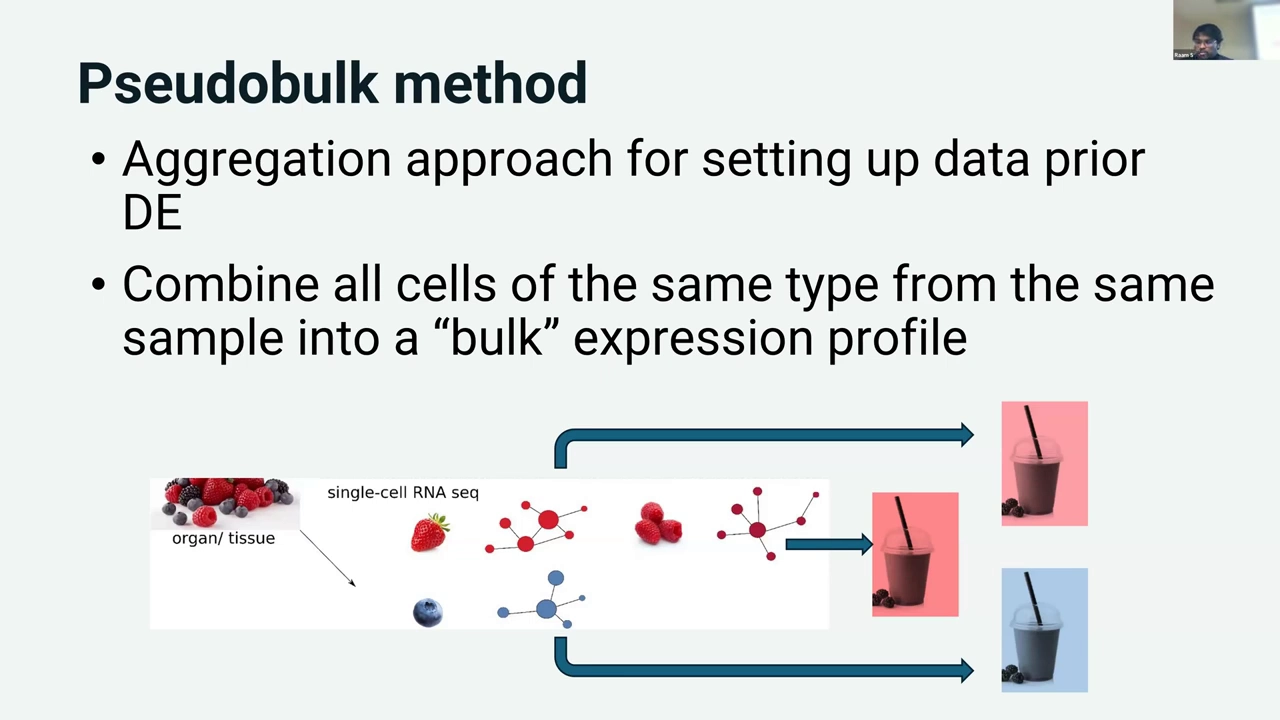 Raam S
Pseudobulk method
• Aggregation approach for setting up data prior
DE
• Combine all cells of the same type from the same
sample into a “bulk” expression profile
single-cell RNA seq
organ/ tissue